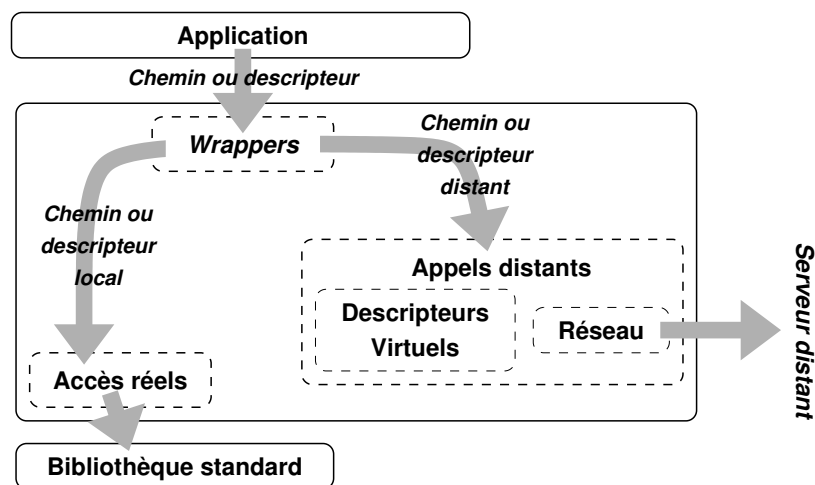 Application
Chemin ou descripteur
Wrappers
Chemin ou
descripteur
distant
Chemin ou
descripteur
local
Appels distants
Descripteurs
Virtuels
Réseau
Serveur distant
Accès réels
Bibliothèque standard